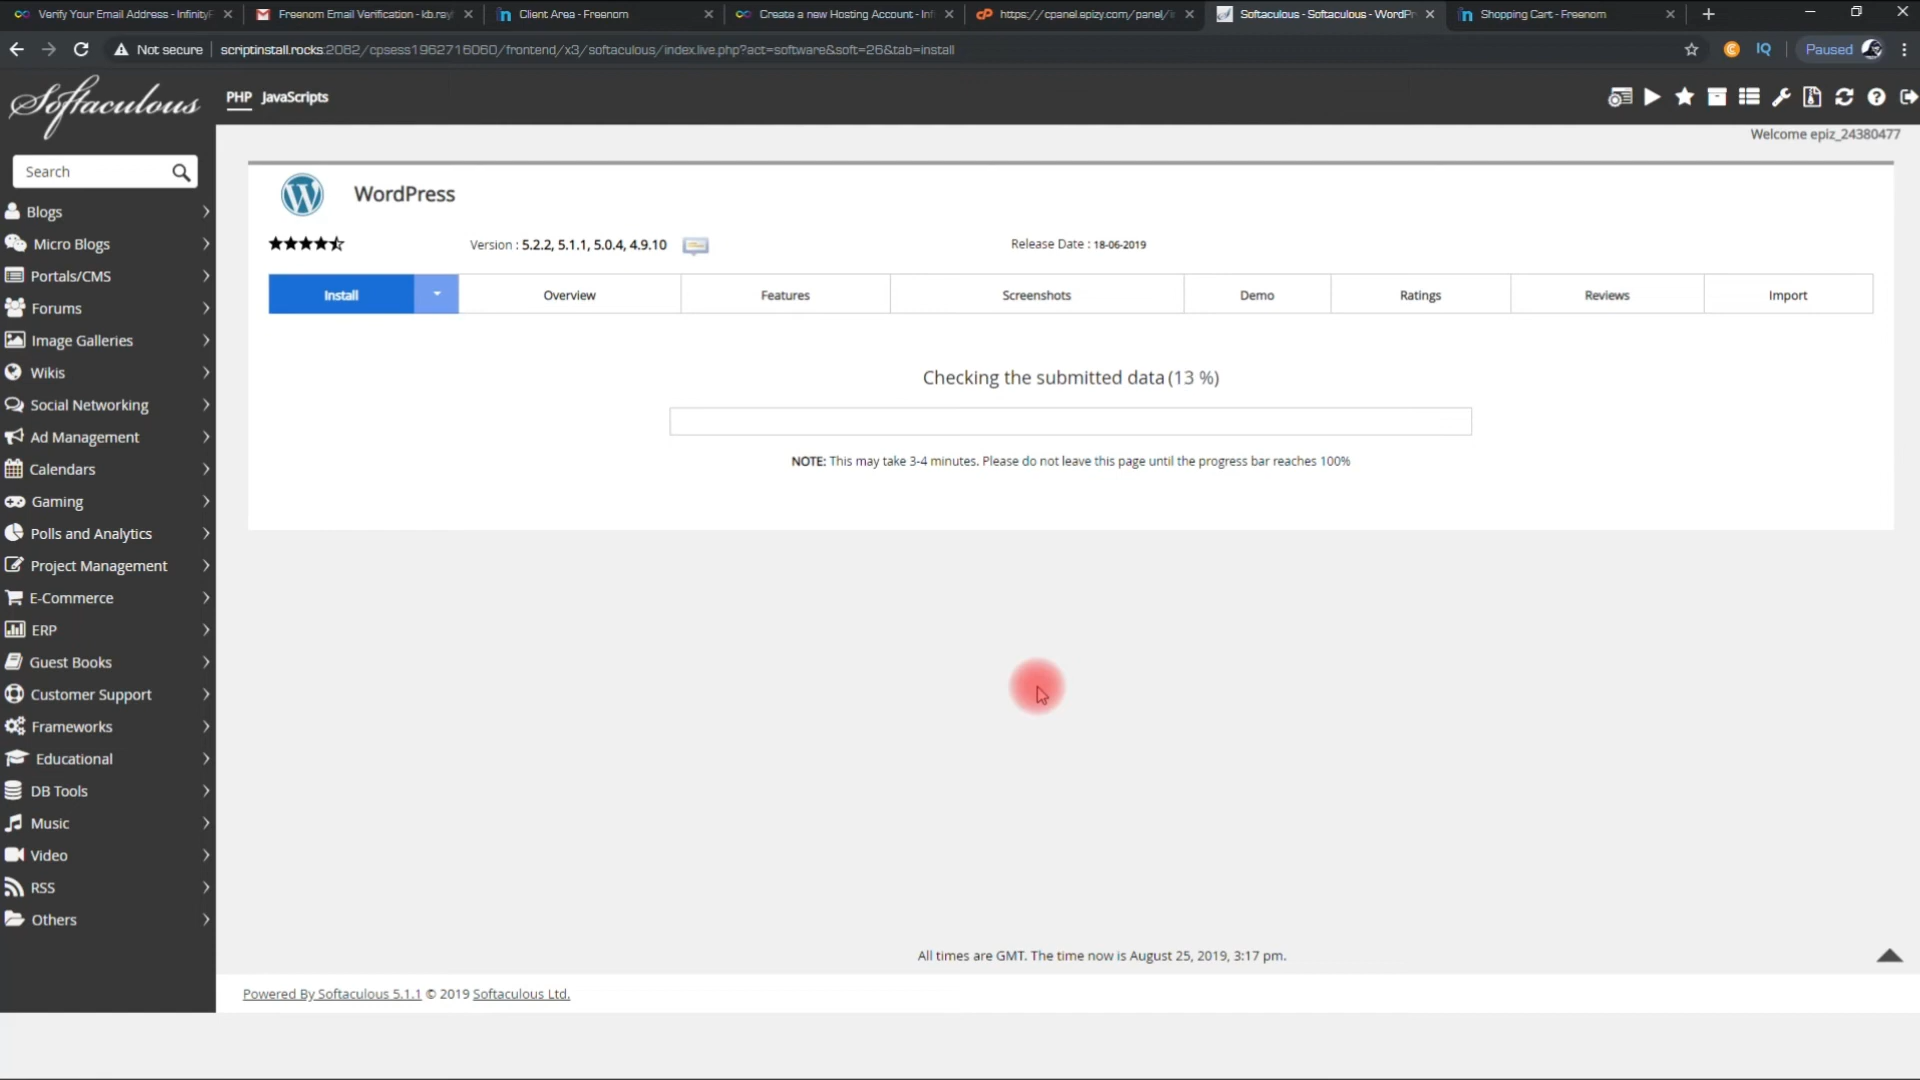 Verify Your Email Address - InfinityF
Freenom Email Verification - kb.ray
Client Area - Freenom
Create a new Hosting Account - Inf
https://cpanel.epizy.com/panel/i
Softaculous - Softaculous - WordPr
Shopping Cart - Freenom
Not secure
scriptinstall.rocks:2082/cpsess1962716060/frontend/x3/softaculous/index.live.php?act=software&soft=26&tab=install
IQ
Paused
Softaculous
PHP JavaScripts
Welcome epiz_24380477
Search
Blogs
Micro Blogs
Portals/CMS
Forums
Image Galleries
Wikis
Social Networking
Ad Management
Calendars
Gaming
Polls and Analytics
Project Management
E-Commerce
ERP
Guest Books
Customer Support
Frameworks
Educational
DB Tools
Music
Video
RSS
Others
WordPress
Version : 5.2.2, 5.1.1, 5.0.4, 4.9.10
Release Date : 18-06-2019
Install
Overview
Features
Screenshots
Demo
Ratings
Reviews
Import
Checking the submitted data (13 %)
NOTE: This may take 3-4 minutes. Please do not leave this page until the progress bar reaches 100%
All times are GMT. The time now is August 25, 2019, 3:17 pm.
Powered By Softaculous 5.1.1 © 2019 Softaculous Ltd.